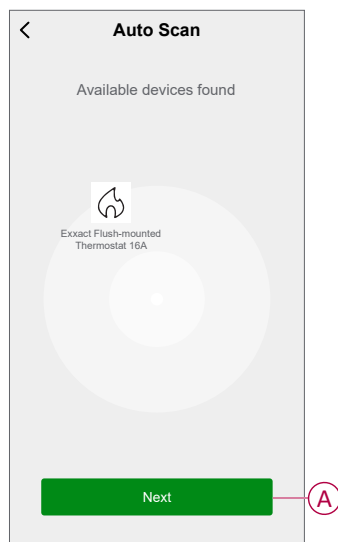 Auto Scan
Available devices found
Exxact Flush-mounted
Thermostat 16A
Next
A